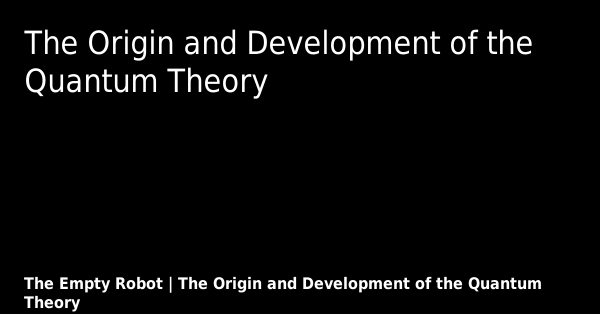 The Origin and Development of the
Quantum Theory
The Empty Robot | The Origin and Development of the Quantum
Theory